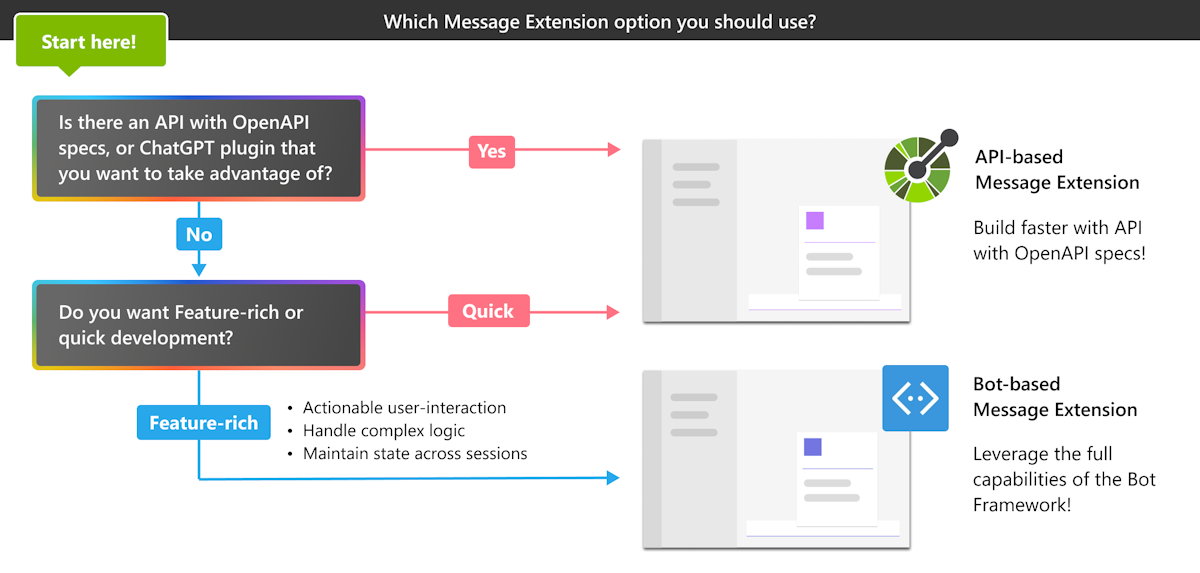 Which Message Extension option you should use?
Start here!
Is there an API with OpenAPI
specs, or ChatGPT plugin that
you want to take advantage of?
Yes
API-based
Message Extension
Build faster with API
with OpenAPI specs!
No
Do you want Feature-rich or
quick development?
Quick
Feature-rich
• Actionable user-interaction
• Handle complex logic
• Maintain state across sessions
Bot-based
Message Extension
Leverage the full
capabilities of the Bot
Framework!